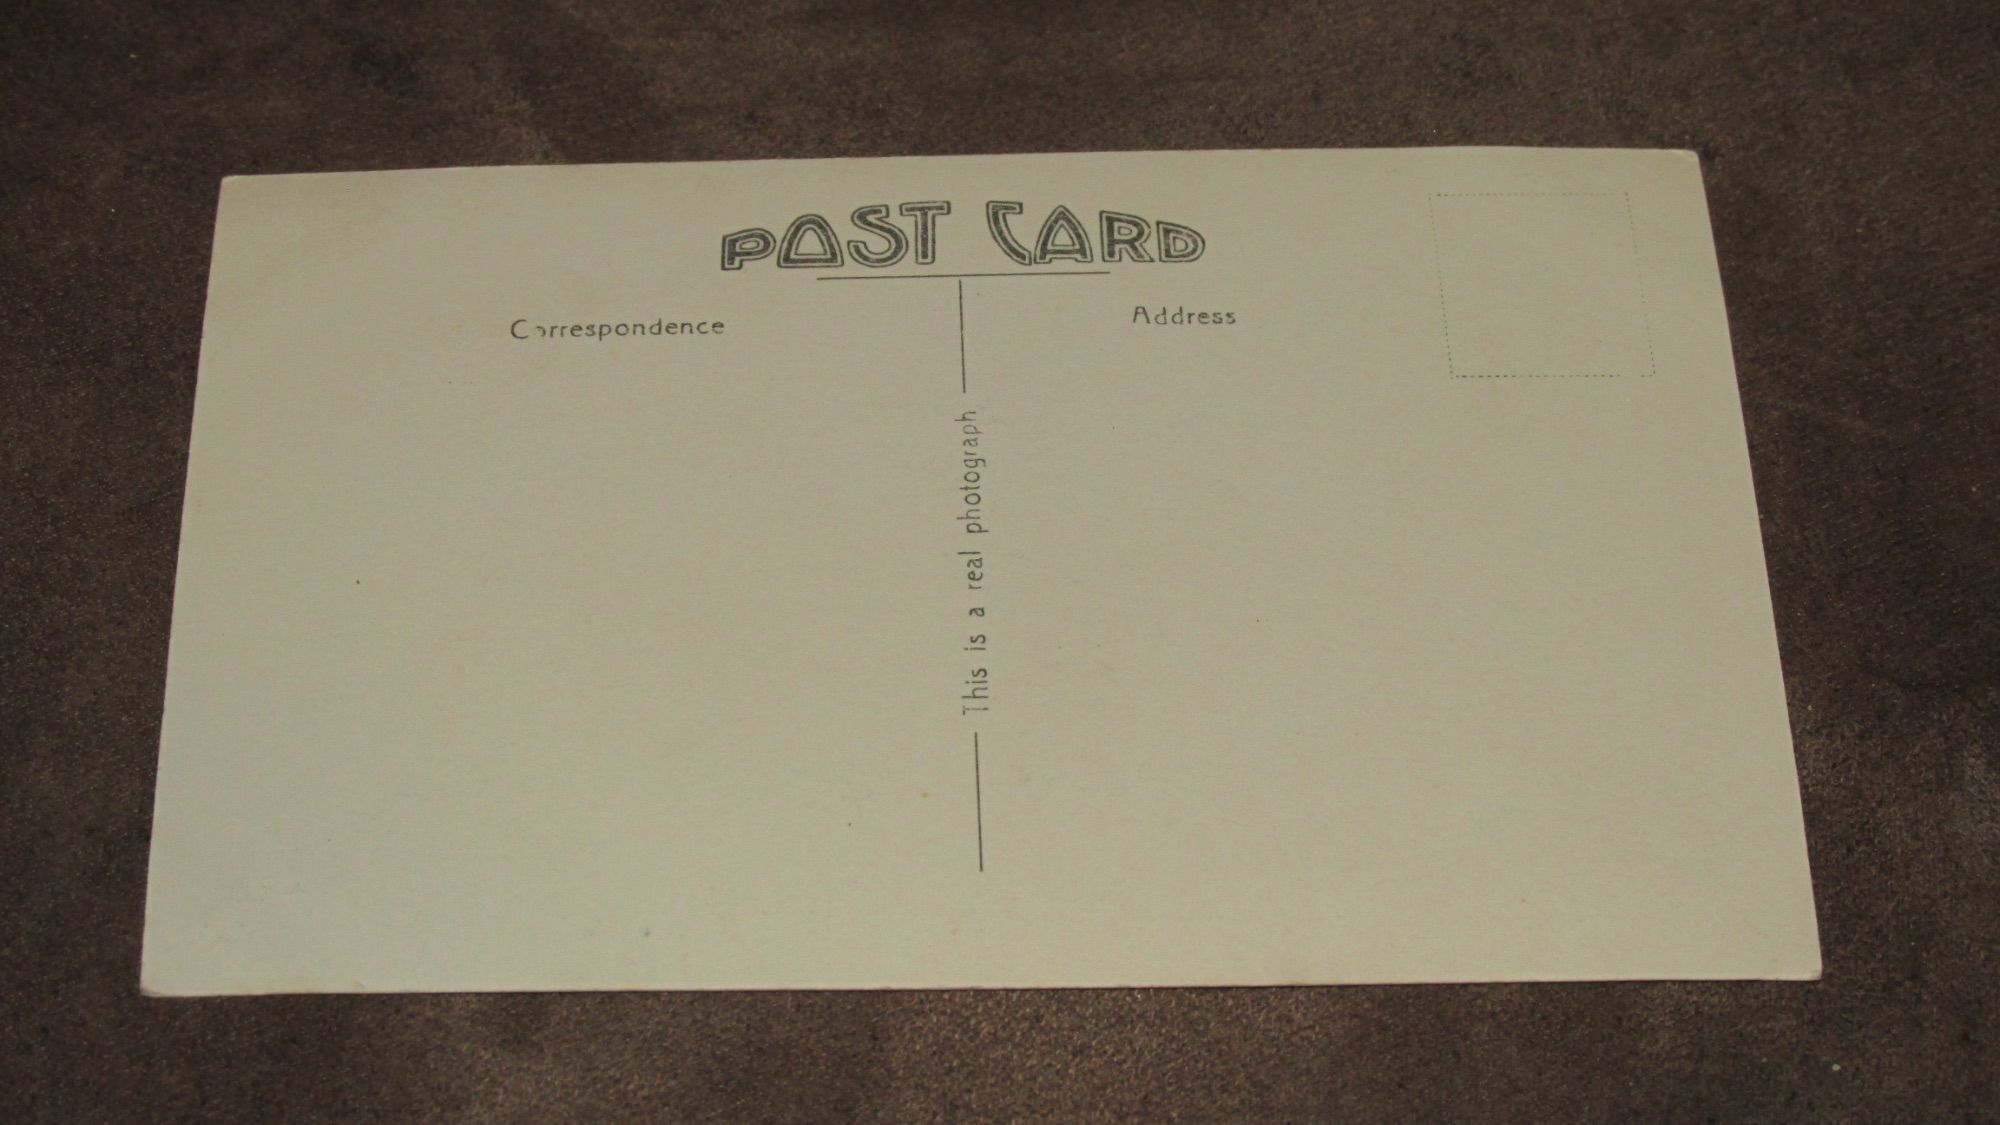 POST CARD
Correspondence
Address
This is a real photograph